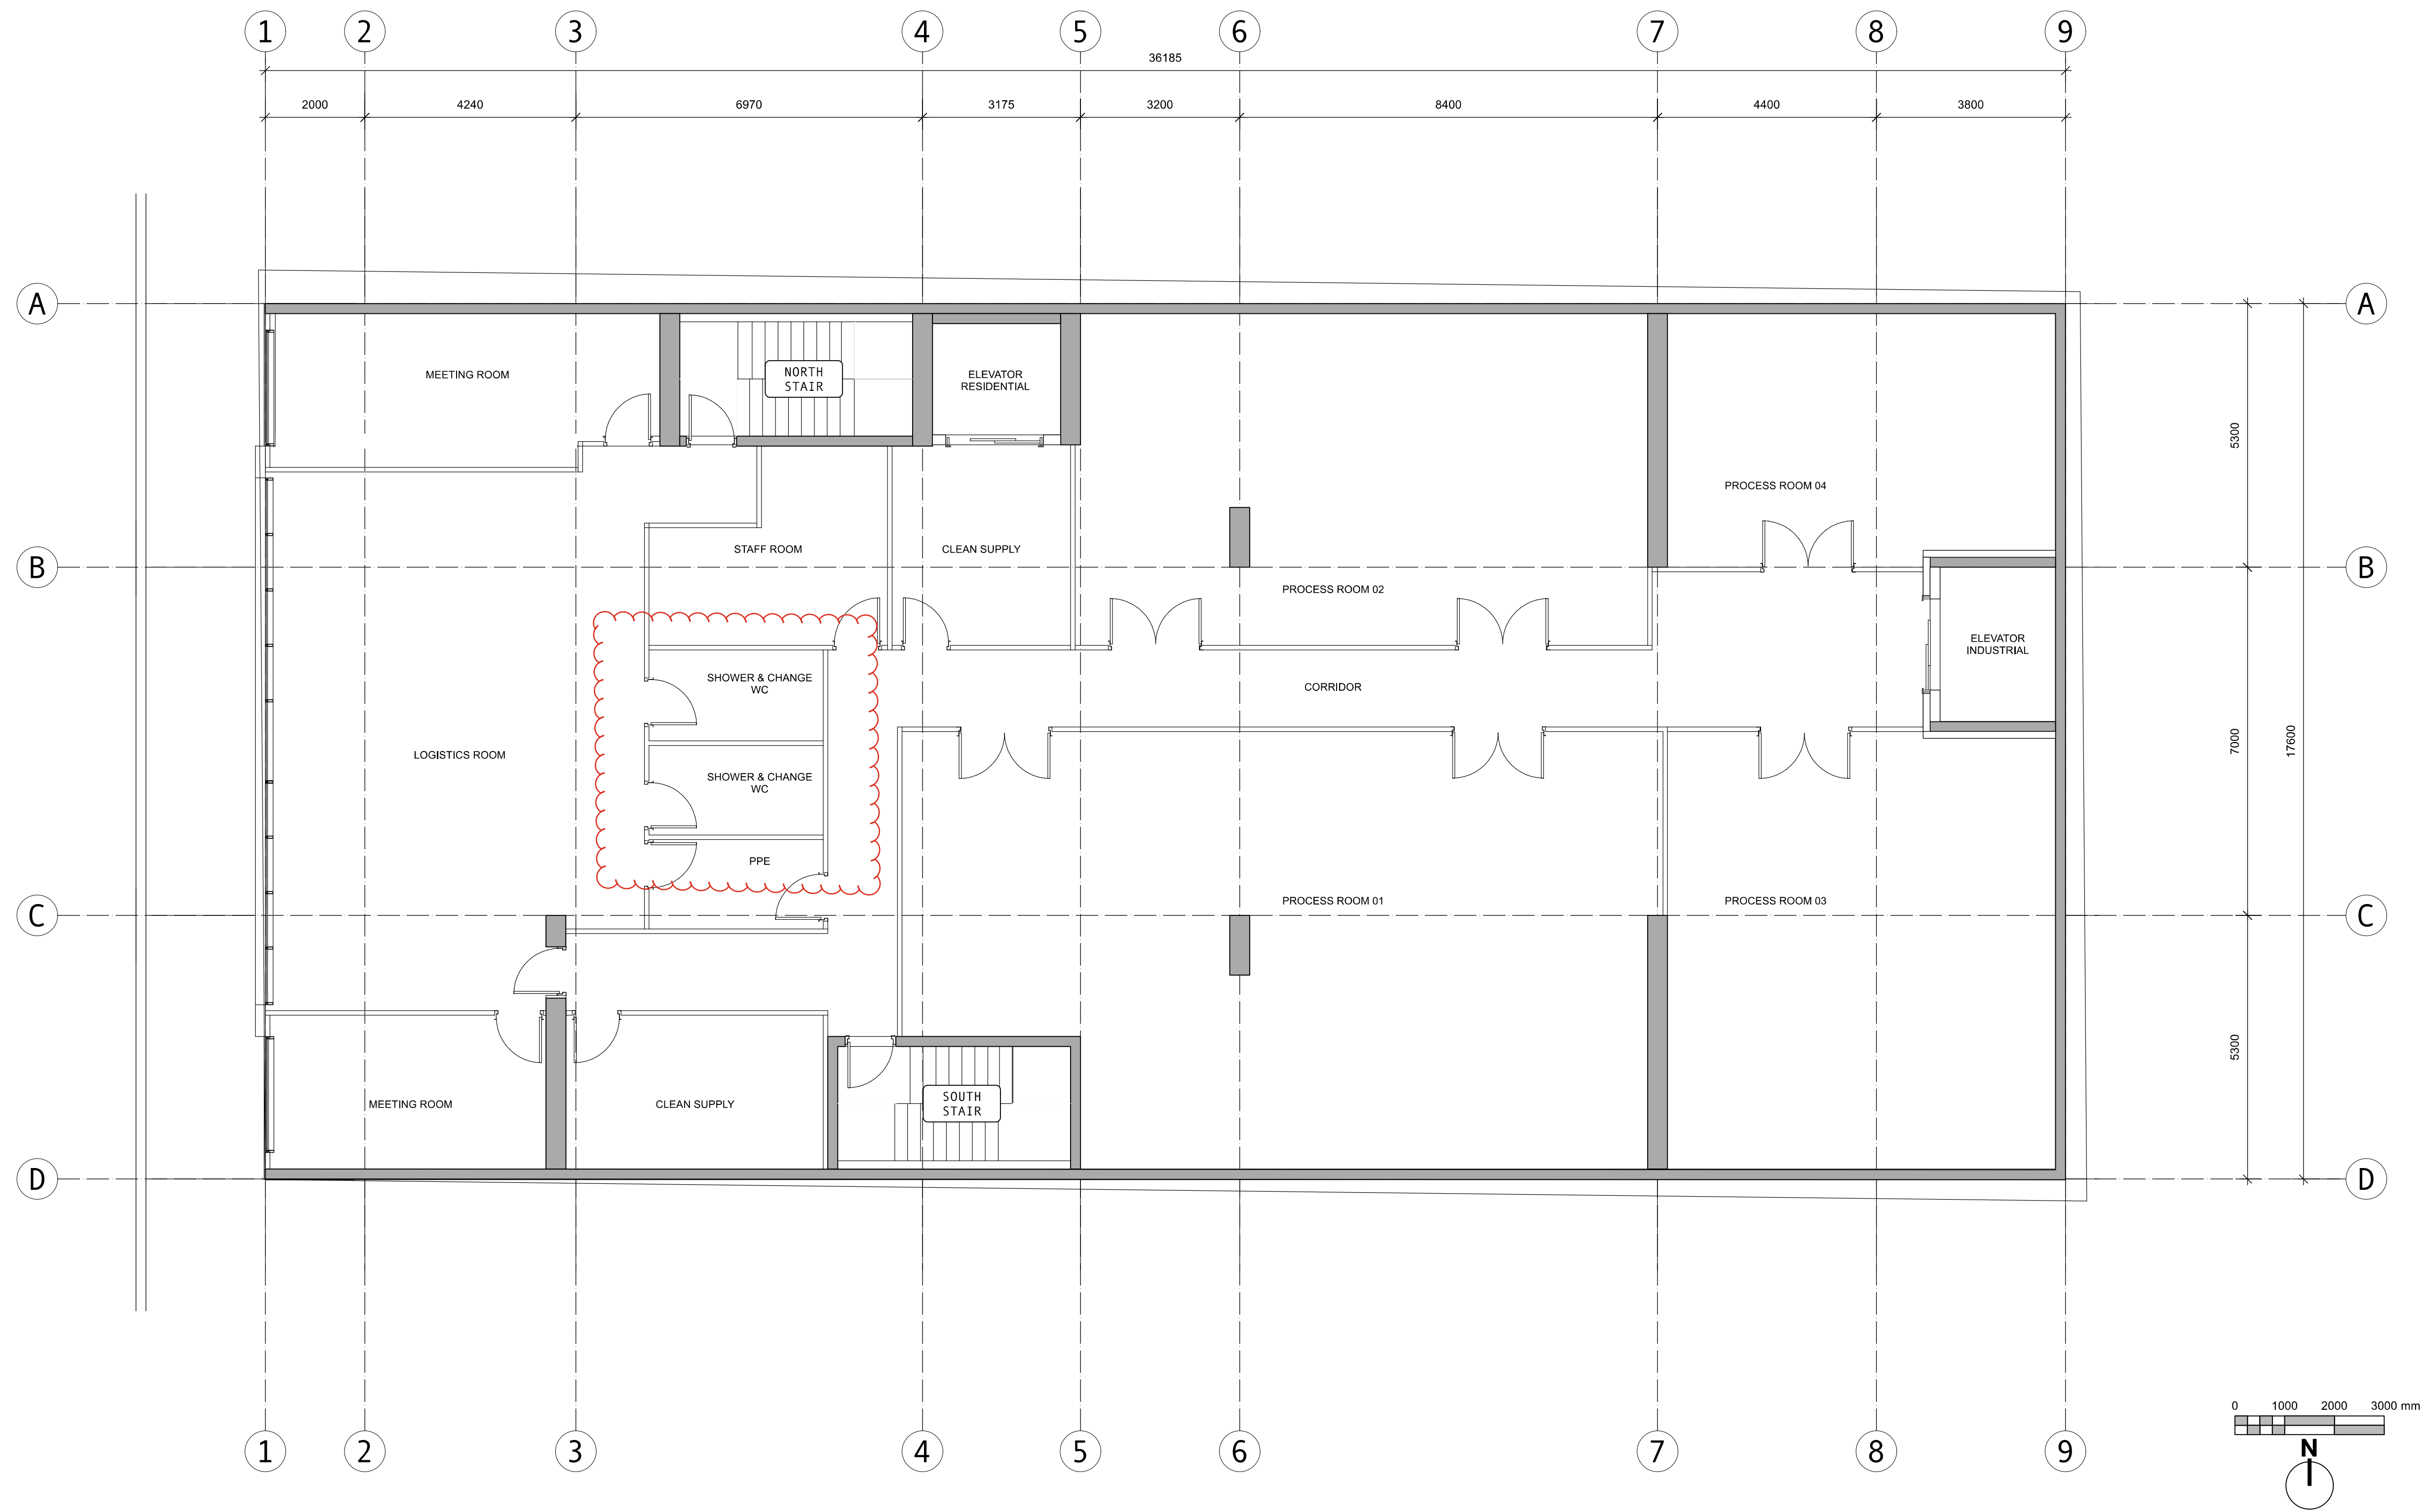 1 2 3 4 5 6 7 8 9
36185
2000 4240 6970 3175 3200 8400 4400 3800
A A
MEETING ROOM
NORTH
STAIR
ELEVATOR
RESIDENTIAL
5300
PROCESS ROOM 04
STAFF ROOM
CLEAN SUPPLY
B B
PROCESS ROOM 02
ELEVATOR
INDUSTRIAL
SHOWER & CHANGE
WC
CORRIDOR
LOGISTICS ROOM
7000
17600
SHOWER & CHANGE
WC
PPE
PROCESS ROOM 01
PROCESS ROOM 03
C C
5300
MEETING ROOM
CLEAN SUPPLY
SOUTH
STAIR
D D
0 1000 2000 3000 mm
N
1 2 3 4 5 6 7 8 9